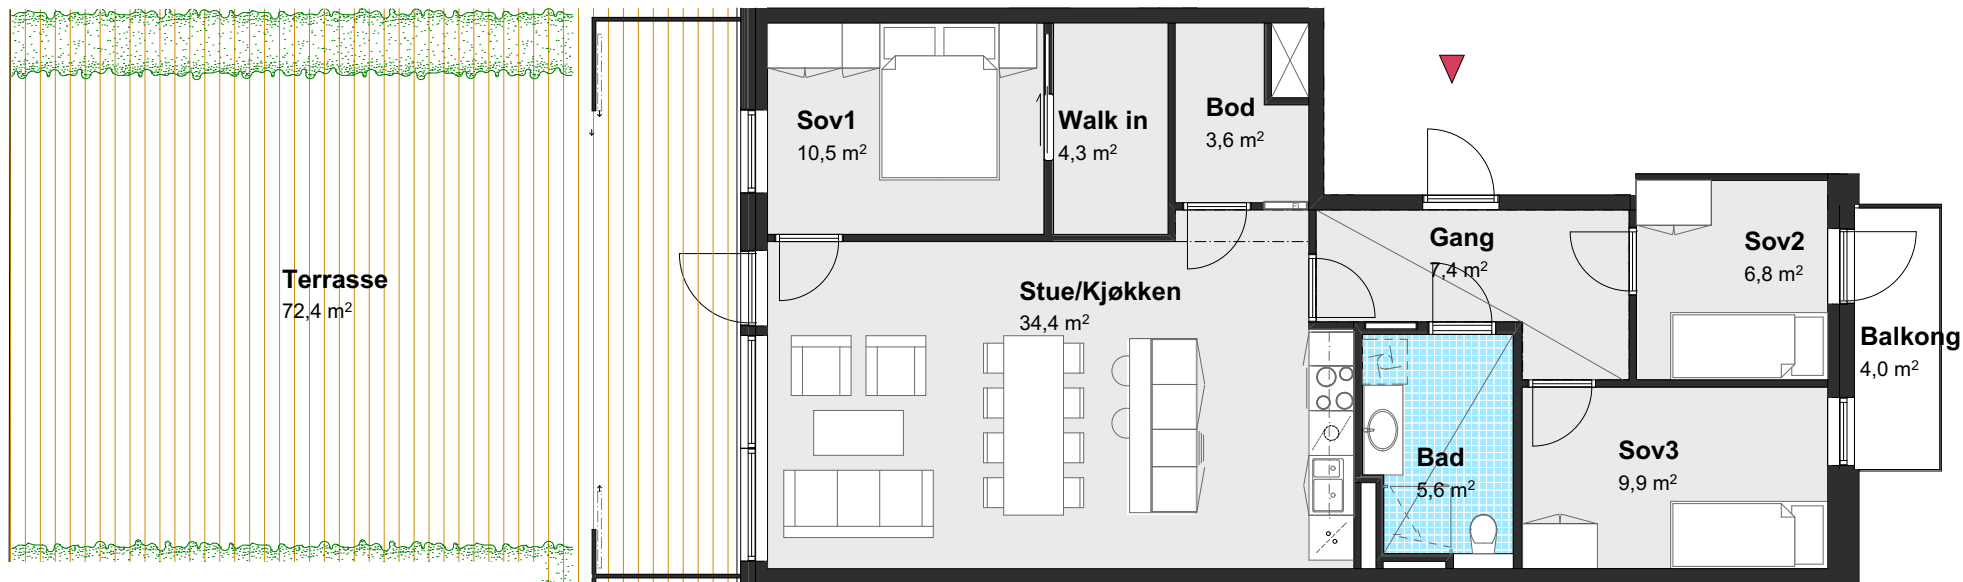 Terrasse
72,4 m²
Sov1
10,5 m²
Walk in
4,3 m²
Bod
3,6 m²
Stue/Kjøkken
34,4 m²
Gang
7,4 m²
Bad
5,6 m²
Sov2
6,8 m²
Sov3
9,9 m²
Balkong
4,0 m²